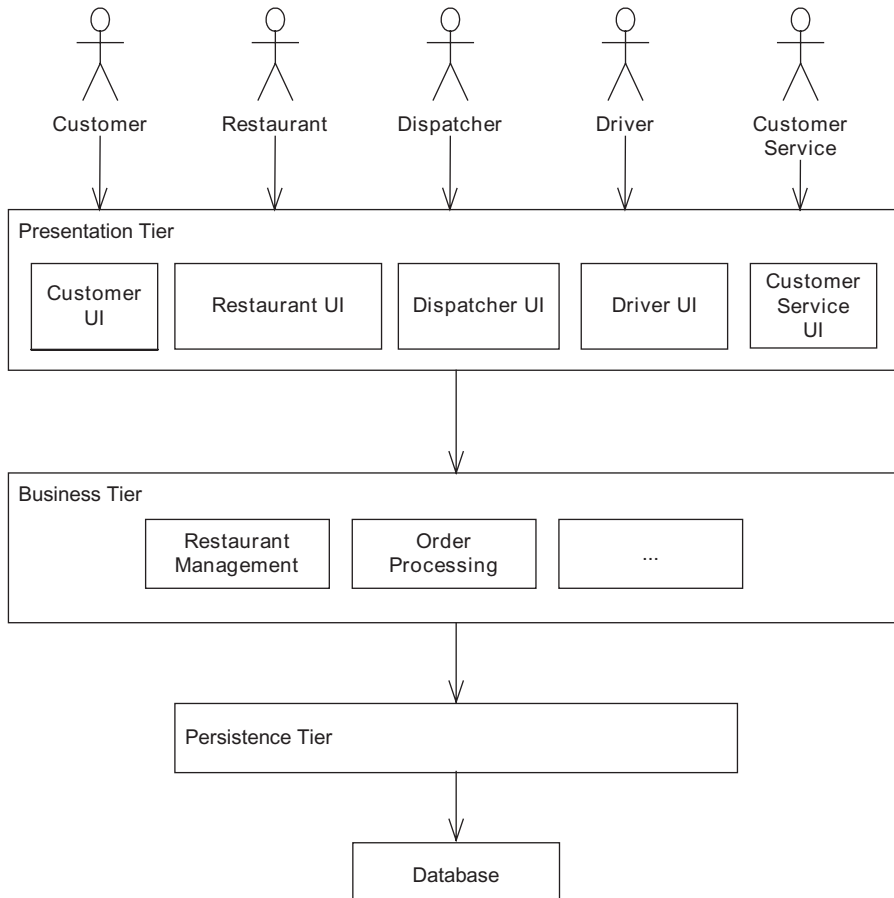 Customer
Restaurant
Dispatcher
Driver
Customer
Service
Presentation Tier
Customer
UI
Restaurant UI
Dispatcher UI
Driver UI
Customer
Service
UI
Business Tier
Restaurant
Management
Order
Processing
...
Persistence Tier
Database